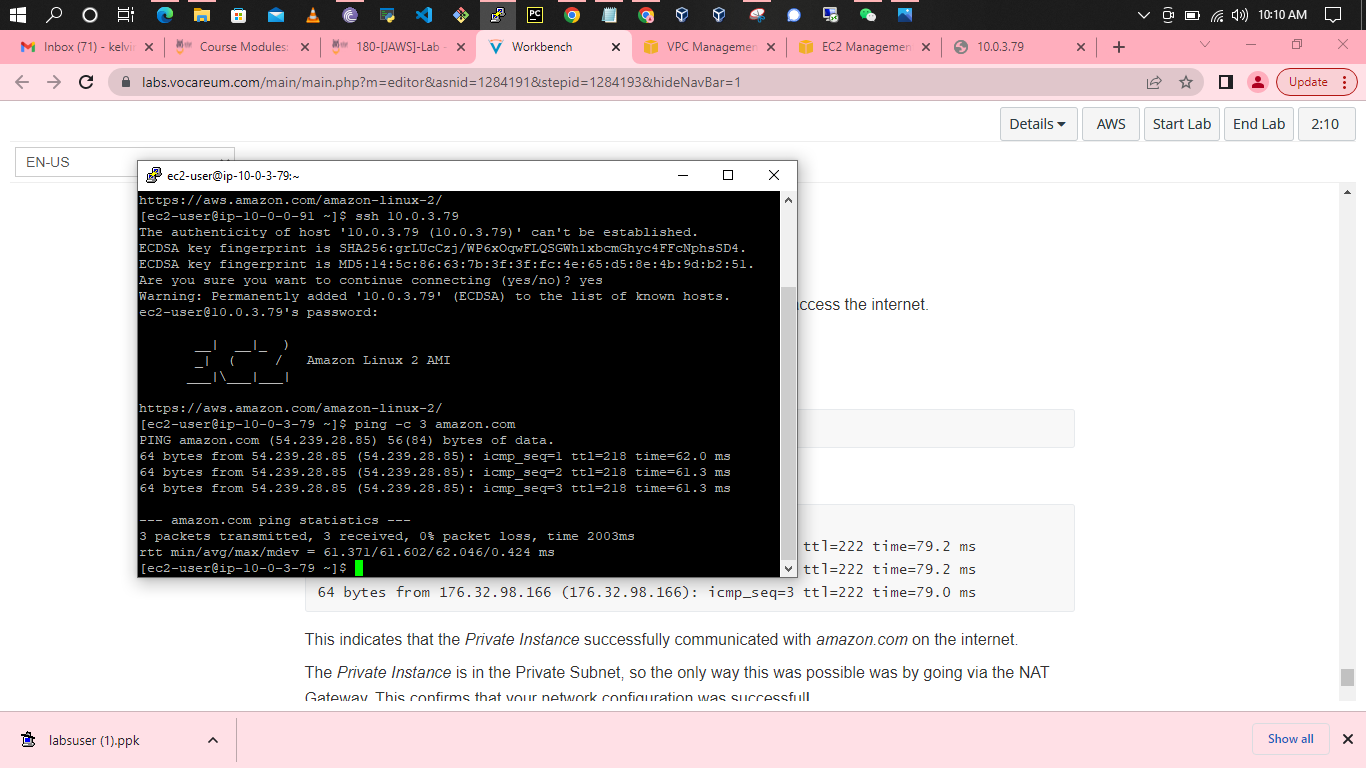 10:10 AM
Inbox (71) - kelvin
Course Modules:
180-[JAWS]-Lab -
Workbench
VPC Managemen
EC2 Managemen
10.0.3.79
labs.vocareum.com/main/main.php?m=editor&asnid=1284191&stepid=1284193&hideNavBar=1
Update
Details
AWS
Start Lab
End Lab
2:10
EN-US
ec2-user@ip-10-0-3-79:~
https://aws.amazon.com/amazon-linux-2/
[ec2-user@ip-10-0-0-91 ~]$ ssh 10.0.3.79
The authenticity of host '10.0.3.79 (10.0.3.79)' can't be established.
ECDSA key fingerprint is SHA256:grLUcCzj/WP6xOqwFLQSGWh1xbcmGhyc4FFcNphsSD4.
ECDSA key fingerprint is MD5:14:5c:86:63:7b:3f:3f:fc:4e:65:d5:8e:4b:9d:b2:51.
Are you sure you want to continue connecting (yes/no)? yes
Warning: Permanently added '10.0.3.79' (ECDSA) to the list of known hosts.
ec2-user@10.0.3.79's password:
__|  __|_  )
_|  (     /   Amazon Linux 2 AMI
___|\___|___|
https://aws.amazon.com/amazon-linux-2/
[ec2-user@ip-10-0-3-79 ~]$ ping -c 3 amazon.com
PING amazon.com (54.239.28.85) 56(84) bytes of data.
64 bytes from 54.239.28.85 (54.239.28.85): icmp_seq=1 ttl=218 time=62.0 ms
64 bytes from 54.239.28.85 (54.239.28.85): icmp_seq=2 ttl=218 time=61.3 ms
64 bytes from 54.239.28.85 (54.239.28.85): icmp_seq=3 ttl=218 time=61.3 ms
--- amazon.com ping statistics ---
3 packets transmitted, 3 received, 0% packet loss, time 2003ms
rtt min/avg/max/mdev = 61.371/61.602/62.046/0.424 ms
[ec2-user@ip-10-0-3-79 ~]$
access the internet.
ttl=222 time=79.2 ms
ttl=222 time=79.2 ms
64 bytes from 176.32.98.166 (176.32.98.166): icmp_seq=3 ttl=222 time=79.0 ms
This indicates that the Private Instance successfully communicated with amazon.com on the internet.
The Private Instance is in the Private Subnet, so the only way this was possible was by going via the NAT
Gateway. This confirms that your network configuration was successful!
labsuser (1).ppk
Show all